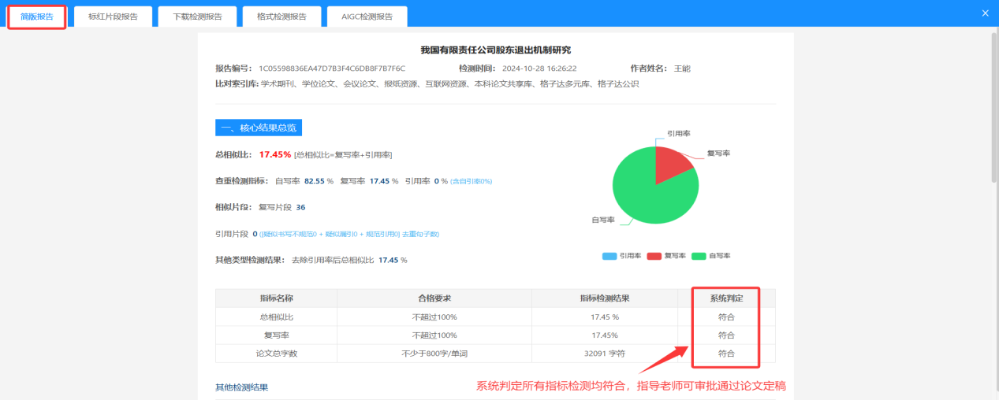 简版报告 标红片段报告 下载检测报告 格式检测报告 AIGC检测报告
我国有限责任公司股东退出机制研究
报告编号： 1C05598836EA47D7B3F4C6DB8F7B7F6C 检测时间： 2024-10-28 16:26:22 作者姓名： 王能
比对索引库: 学术期刊、学位论文、会议论文、报纸资源、互联网资源、本科论文共享库、格子达多元库、格子达公识
一、核心结果总览
引用率
复写率
自写率
引用率 复写率 自写率
总相似比： 17.45% [总相似比=复写率+引用率]
查重检测指标： 自写率 82.55 % 复写率 17.45 % 引用率 0 % (含自引率0%)
相似片段： 复写片段 36
引用片段 0 ([疑似书写不规范0 + 疑似漏引0 + 规范引用0] 去重句子数)
其他类型检测结果： 去除引用率后总相似比 17.45 %
指标名称 合格要求 指标检测结果 系统判定
总相似比 不超过100% 17.45 % 符合
复写率 不超过100% 17.45% 符合
论文总字数 不少于800字/单词 32091 字符 符合
系统判定所有指标检测均符合，指导老师可审批通过论文定稿
其他检测结果